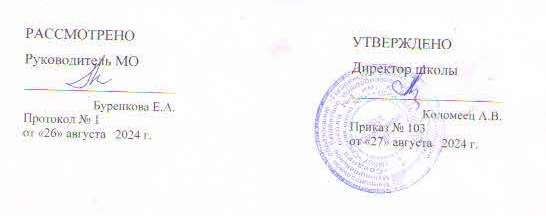 РАССМОТРЕНО
Руководитель МО
Буренкова Е.А.
Протокол № 1
от «26» августа 2024 г.
УТВЕРЖДЕНО
Директор школы
Коломеец А.В.
Приказ № 103
от «27» августа 2024 г.